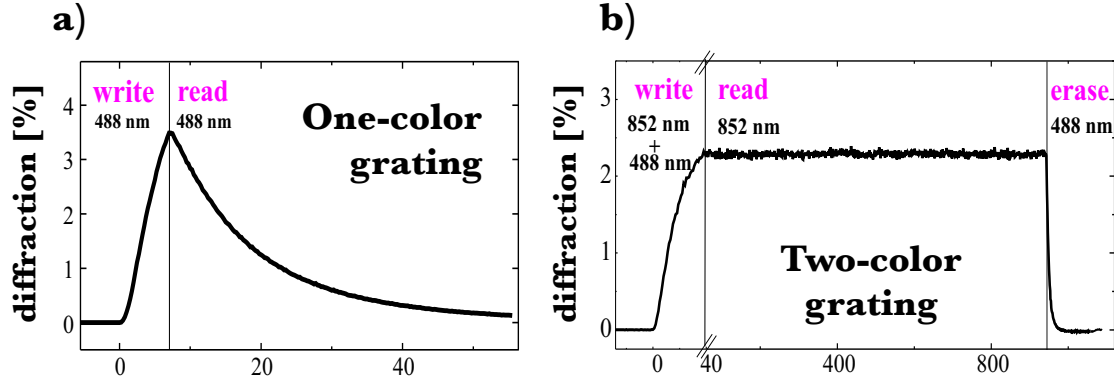 a)
write read
488 nm 488 nm
One-color
grating
diffraction [%]
4
3
2
1
0
0 20 40
b)
write read erase
852 nm 852 nm 488 nm
+
488 nm
Two-color
grating
diffraction [%]
3
2
1
0
0 40 400 800